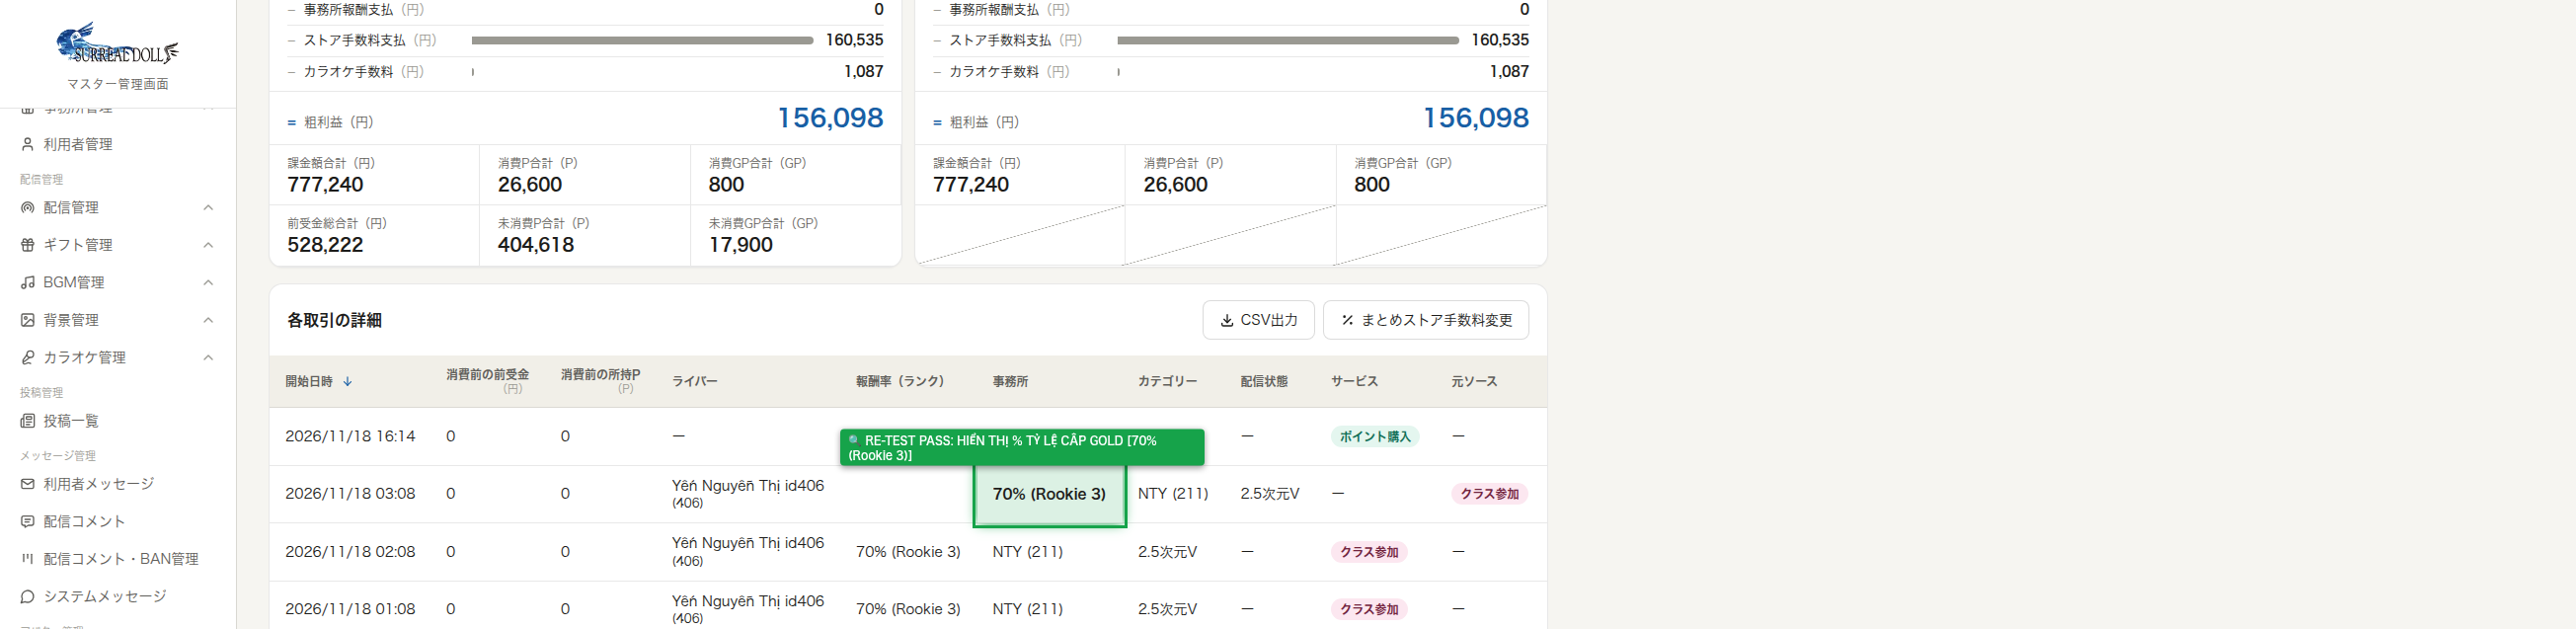 SURREAL DOLL
マスター管理画面
事務所管理
利用者管理
配信管理
配信管理
ギフト管理
BGM管理
背景管理
カラオケ管理
投稿管理
投稿一覧
メッセージ管理
利用者メッセージ
配信コメント
配信コメント・BAN管理
システムメッセージ
− 事務所報酬支払（円） 0
− ストア手数料支払（円） 160,535
− カラオケ手数料（円） 1,087
= 粗利益（円） 156,098
課金額合計（円） 消費P合計（P） 消費GP合計（GP）
777,240 26,600 800
前受金総合計（円） 未消費P合計（P） 未消費GP合計（GP）
528,222 404,618 17,900
− 事務所報酬支払（円） 0
− ストア手数料支払（円） 160,535
− カラオケ手数料（円） 1,087
= 粗利益（円） 156,098
課金額合計（円） 消費P合計（P） 消費GP合計（GP）
777,240 26,600 800
各取引の詳細 CSV出力 まとめストア手数料変更
開始日時 ↓ 消費前の前受金（円） 消費前の所持P（P） ライバー 報酬率（ランク） 事務所 カテゴリー 配信状態 サービス 元ソース
2026/11/18 16:14 0 0 — — ポイント購入 —
🔍 RE-TEST PASS: HIỂN THỊ % TỶ LỆ CẤP GOLD [70%
(Rookie 3)]
2026/11/18 03:08 0 0 Yến Nguyễn Thị id406 70% (Rookie 3) NTY (211) 2.5次元V — クラス参加
(406)
2026/11/18 02:08 0 0 Yến Nguyễn Thị id406 70% (Rookie 3) NTY (211) 2.5次元V — クラス参加 —
(406)
2026/11/18 01:08 0 0 Yến Nguyễn Thị id406 70% (Rookie 3) NTY (211) 2.5次元V — クラス参加 —
(406)